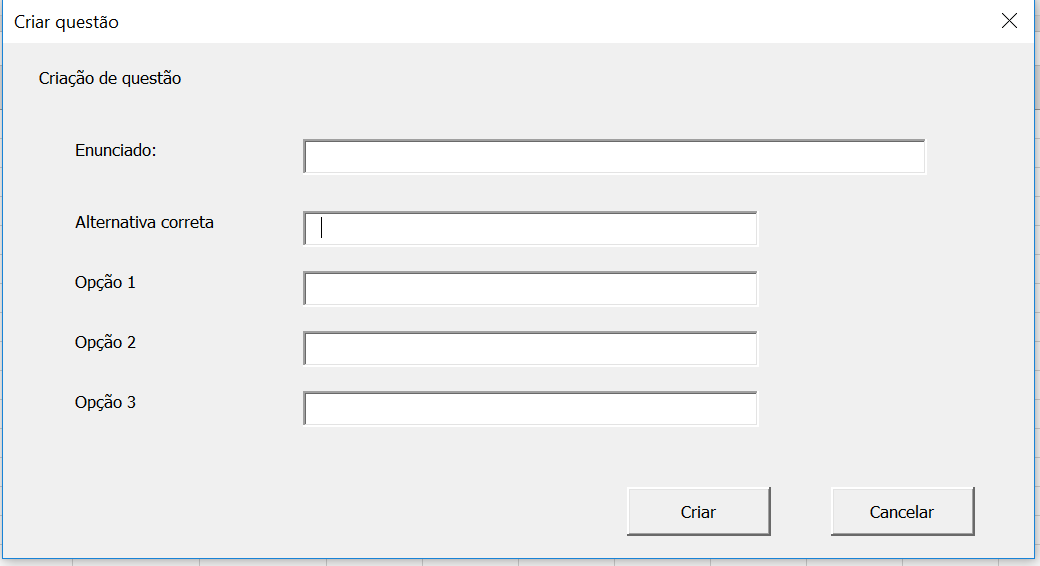 Criar questão
Criação de questão
Enunciado:
Alternativa correta
Opção 1
Opção 2
Opção 3
Criar
Cancelar